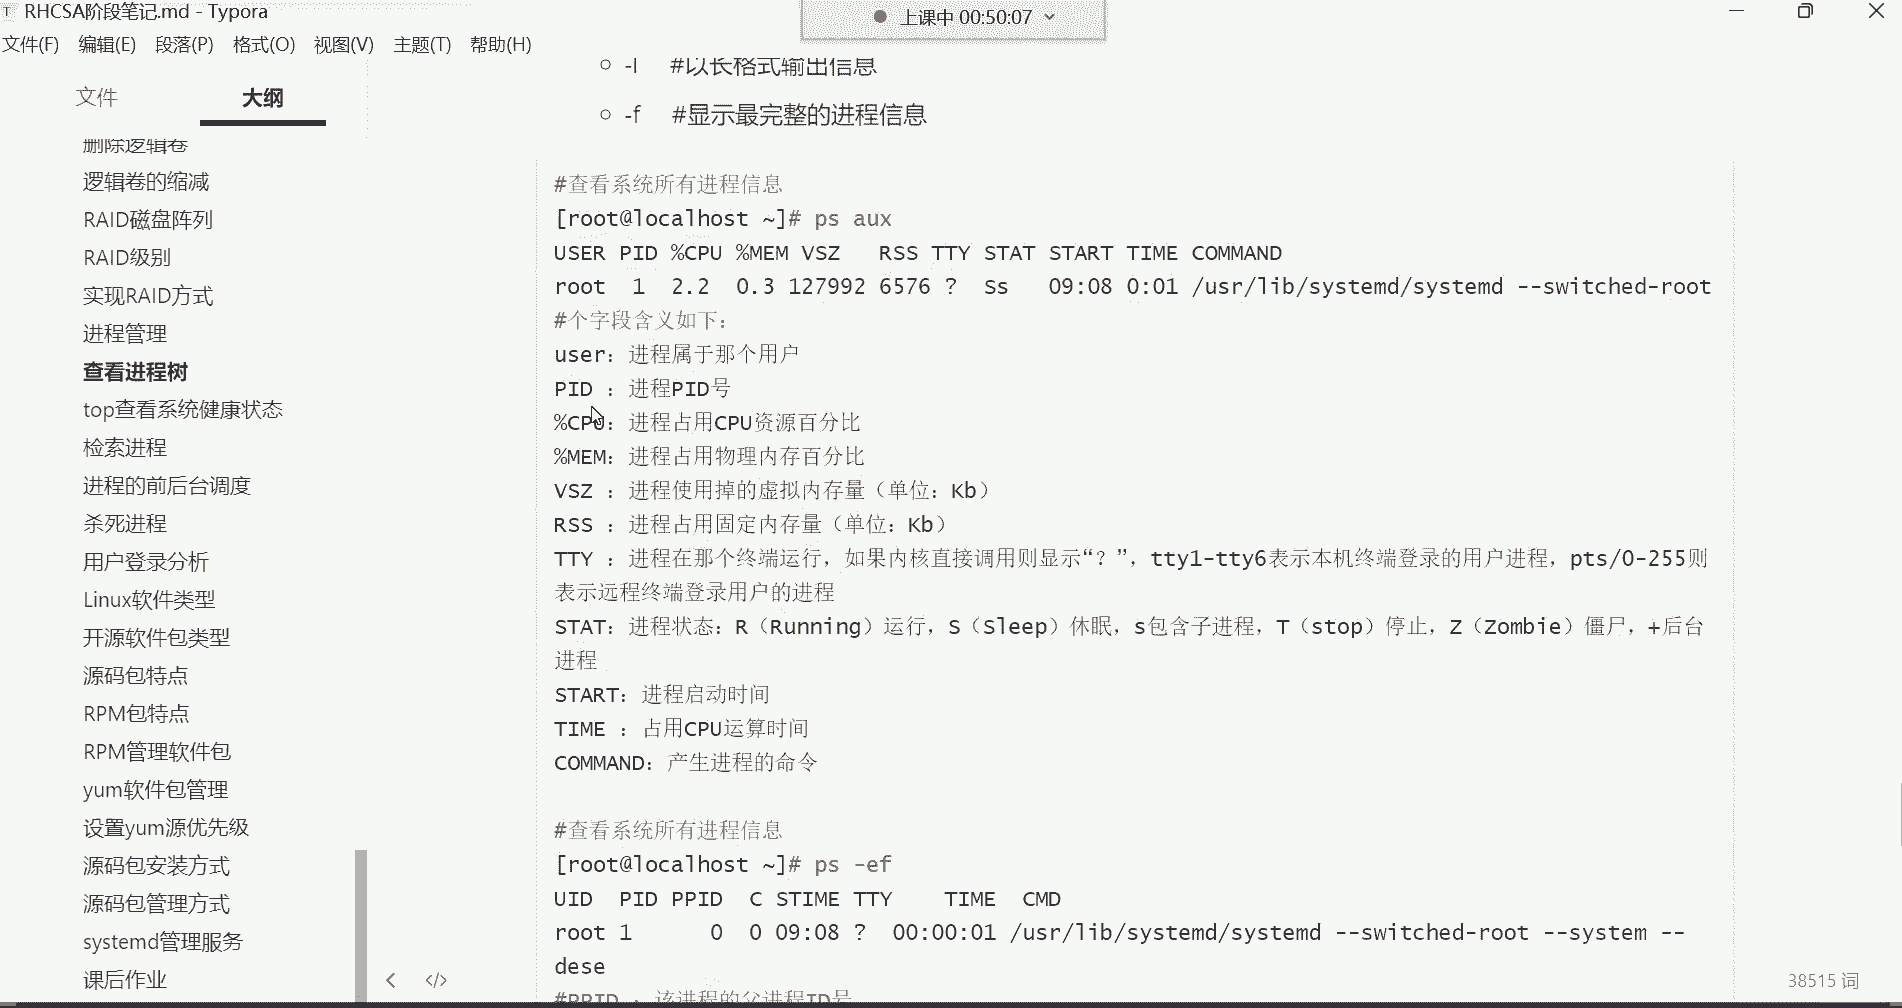 RHCSA阶段笔记.md - Typora
上课中 00:50:07
文件(F) 编辑(E) 段落(P) 格式(O) 视图(V) 主题(T) 帮助(H)
文件 大纲
删除逻辑卷
逻辑卷的缩减
RAID磁盘阵列
RAID级别
实现RAID方式
进程管理
查看进程树
top查看系统健康状态
检索进程
进程的前后台调度
杀死进程
用户登录分析
Linux软件类型
开源软件包类型
源码包特点
RPM包特点
RPM管理软件包
yum软件包管理
设置yum源优先级
源码包安装方式
源码包管理方式
systemd管理服务
课后作业
-l #以长格式输出信息
-f #显示最完整的进程信息
#查看系统所有进程信息
[root@localhost ~]# ps aux
USER PID %CPU %MEM VSZ RSS TTY STAT START TIME COMMAND
root 1 2.2 0.3 127992 6576 ? Ss 09:08 0:01 /usr/lib/systemd/systemd --switched-root
#个字段含义如下：
user：进程属于那个用户
PID ：进程PID号
%CPU：进程占用CPU资源百分比
%MEM：进程占用物理内存百分比
VSZ ：进程使用掉的虚拟内存量（单位：Kb）
RSS ：进程占用固定内存量（单位：Kb）
TTY ：进程在那个终端运行，如果内核直接调用则显示“？”，tty1-tty6表示本机终端登录的用户进程，pts/0-255则
表示远程终端登录用户的进程
STAT：进程状态：R（Running）运行，S（Sleep）休眠，s包含子进程，T（stop）停止，Z（Zombie）僵尸，+后台
进程
START：进程启动时间
TIME ：占用CPU运算时间
COMMAND：产生进程的命令
#查看系统所有进程信息
[root@localhost ~]# ps -ef
UID PID PPID C STIME TTY TIME CMD
root 1 0 0 09:08 ? 00:00:01 /usr/lib/systemd/systemd --switched-root --system --
dese
#PPID ：该进程的父进程ID号
38515 词